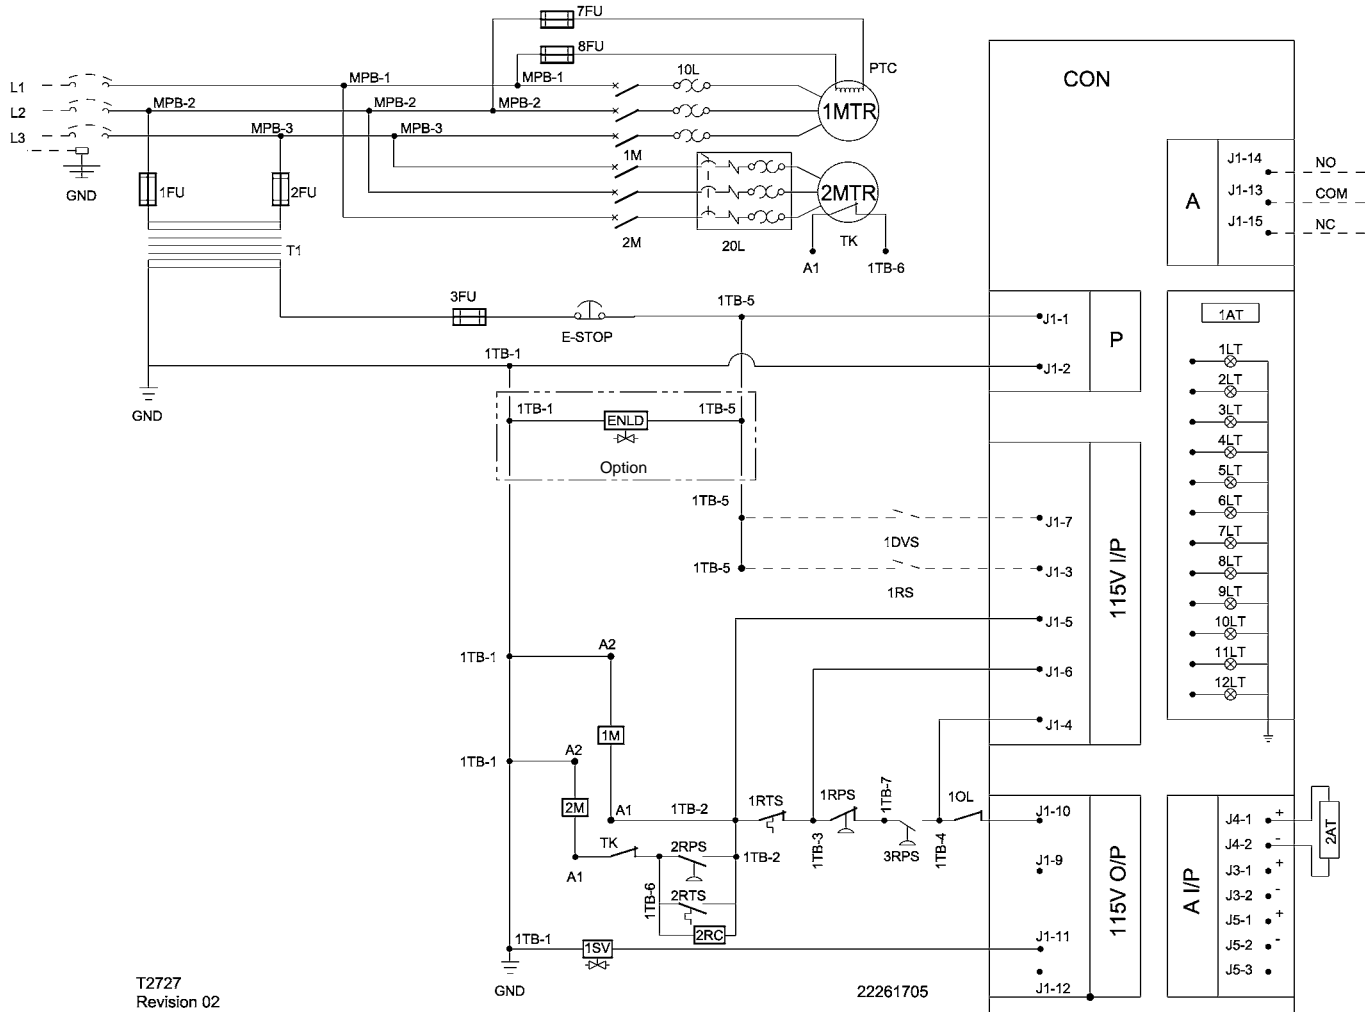 7FU
8FU
PTC
CON
L1
L2
L3
MPB-1
MPB-1
10L
MPB-2
MPB-2
MPB-2
1MTR
MPB-3
MPB-3
GND
1FU
2FU
1M
2MTR
2M
20L
TK
A1
1TB-6
A
J1-14
J1-13
J1-15
NO
COM
NC
T1
3FU
E-STOP
1TB-5
J1-1
P
1TB-1
J1-2
GND
1AT
1LT
2LT
3LT
4LT
5LT
6LT
7LT
8LT
9LT
10LT
11LT
12LT
1TB-1
ENLD
1TB-5
Option
1TB-5
J1-7
1DVS
1TB-5
J1-3
1RS
115V I/P
J1-5
J1-6
J1-4
1TB-1
A2
1M
1TB-1
A2
2M
A1
1TB-2
1RTS
1RPS
1TB-7
1OL
J1-10
TK
2RPS
1TB-2
1TB-3
3RPS
1TB-4
J1-9
A1
1TB-6
2RTS
2RC
115V O/P
1TB-1
1SV
J1-11
J1-12
GND
A I/P
J4-1 +
J4-2 -
J3-1 +
J3-2 -
J5-1 +
J5-2 -
J5-3
2AT
T2727
Revision 02
22261705